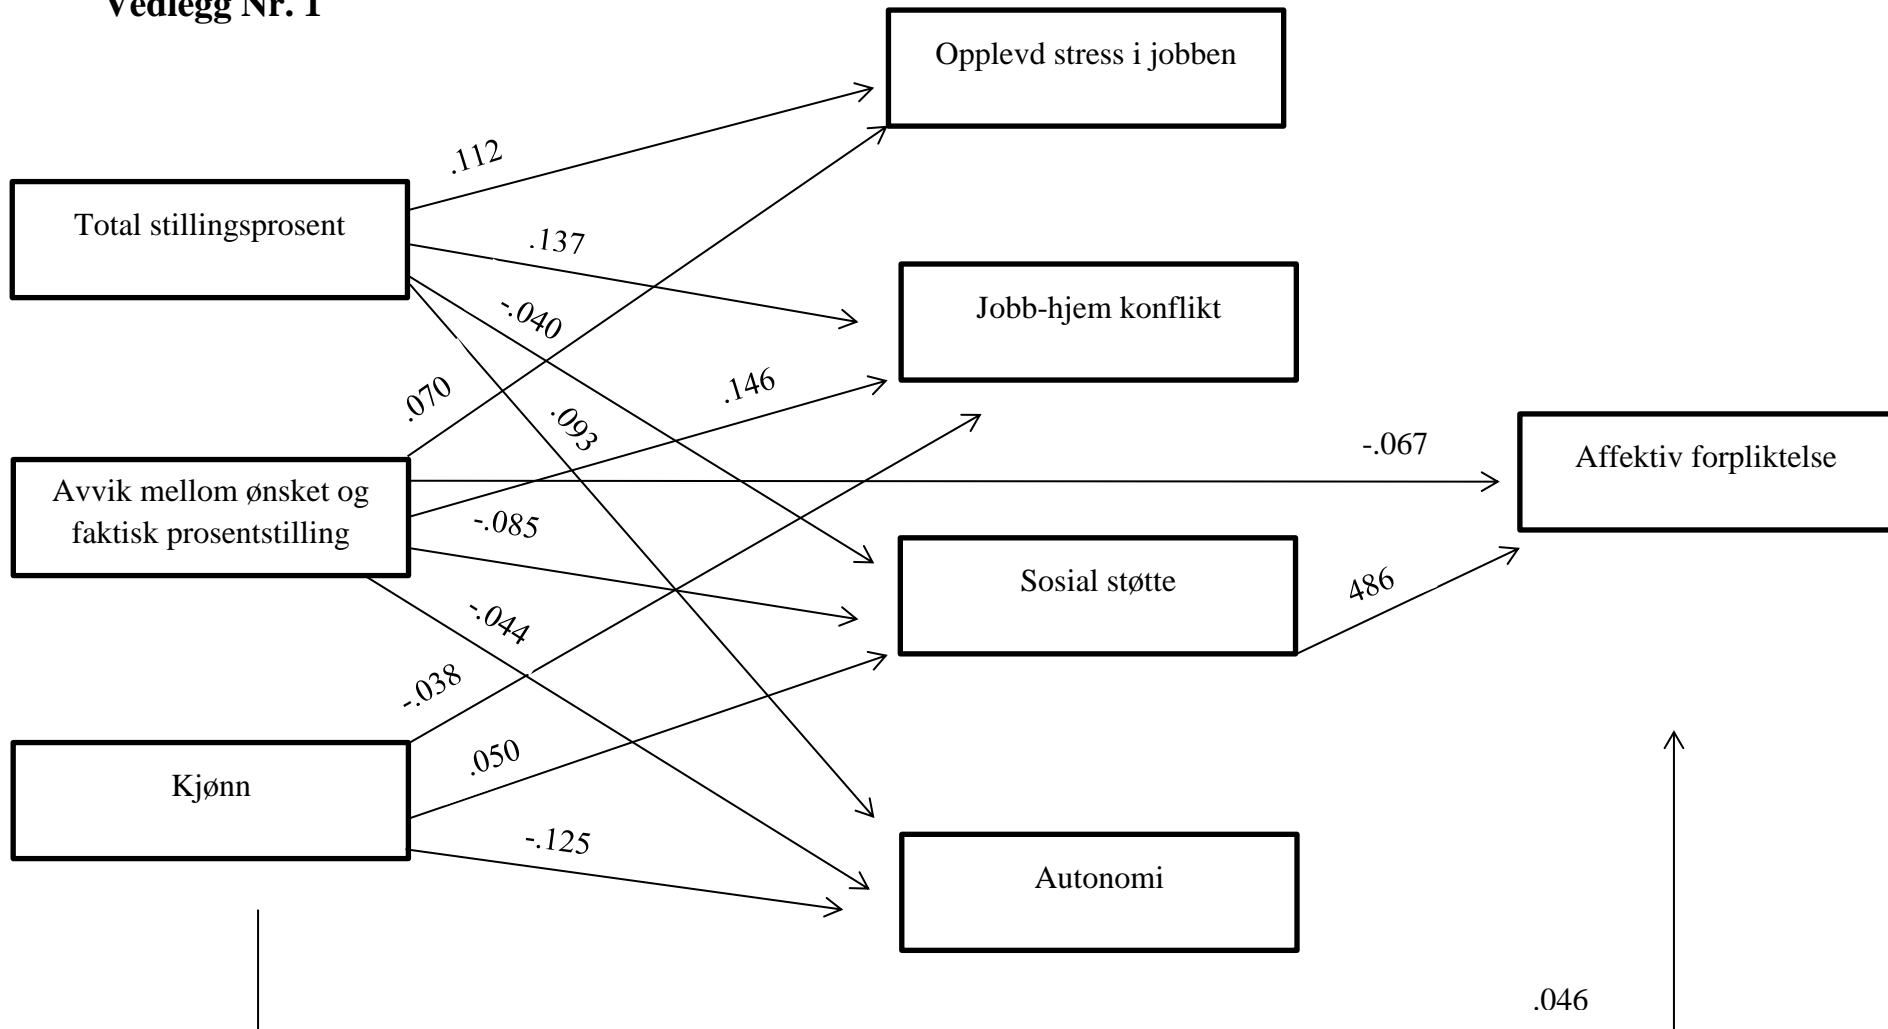 Vedlegg Nr. 1
Opplevd stress i jobben
.112
Total stillingsprosent
.137
-.040
Jobb-hjem konflikt
.070
.146
.093
-.067
Affektiv forpliktelse
Avvik mellom ønsket og
faktisk prosentstilling
-.085
Sosial støtte
486
-.044
-.038
.050
Kjønn
-.125
Autonomi
.046